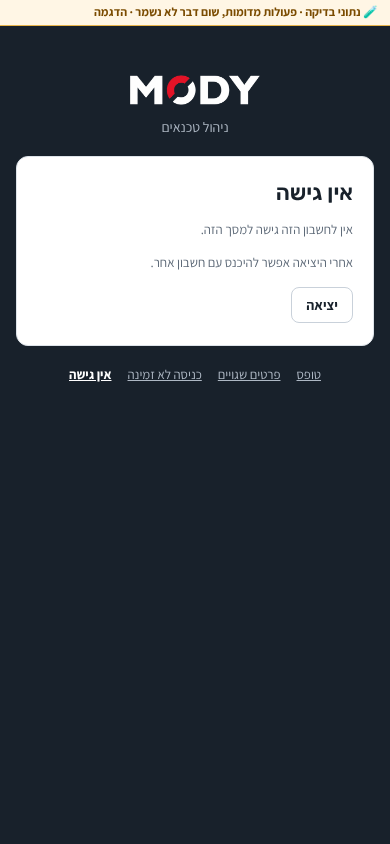 🧪 נתוני בדיקה · פעולות מדומות, שום דבר לא נשמר · הדגמה
MODY
ניהול טכנאים
אין גישה
אין לחשבון הזה גישה למסך הזה.
אחרי היציאה אפשר להיכנס עם חשבון אחר.
יציאה
טופס פרטים שגויים כניסה לא זמינה אין גישה